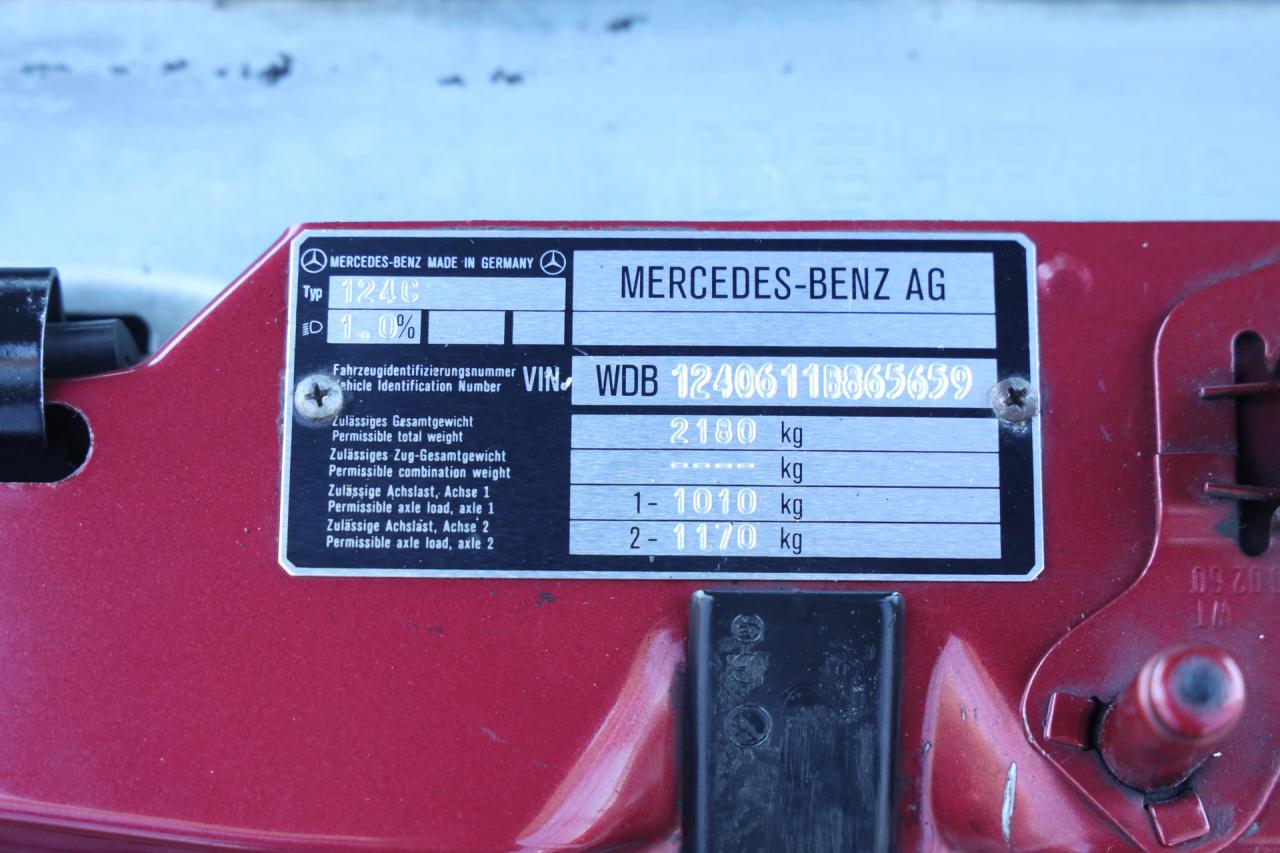 MERCEDES-BENZ MADE IN GERMANY
MERCEDES-BENZ AG
Typ 124C
1.0%
Fahrzeugidentifizierungsnummer
Vehicle Identification Number
VIN. WDB 1240611B865659
Zulässiges Gesamtgewicht
Permissible total weight
2180 kg
Zulässiges Zug-Gesamtgewicht
Permissible combination weight
---- kg
Zulässige Achslast, Achse 1
Permissible axle load, axle 1
1- 1010 kg
Zulässige Achslast, Achse 2
Permissible axle load, axle 2
2- 1170 kg
WT